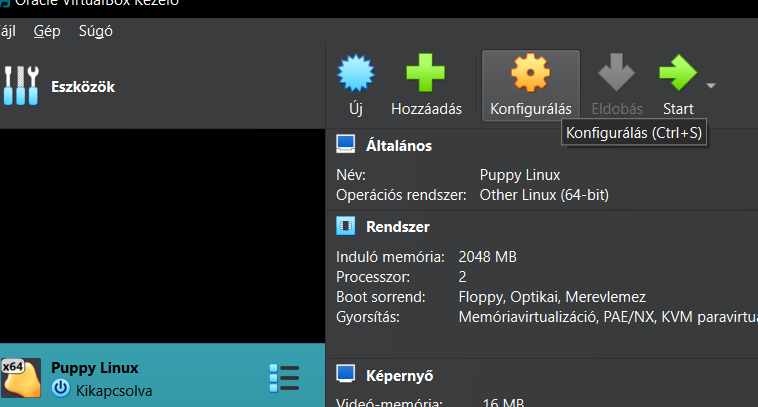 Oracle VirtualBox Kezelő
ájl Gép Súgó
Eszközök
Új Hozzáadás Konfigurálás Eldobás Start
Konfigurálás (Ctrl+S)
Általános
Név: Puppy Linux
Operációs rendszer: Other Linux (64-bit)
Rendszer
Induló memória: 2048 MB
Processzor: 2
Boot sorrend: Floppy, Optikai, Merevlemez
Gyorsítás: Memóriavirtualizáció, PAE/NX, KVM paravirtua
x64
Puppy Linux
Kikapcsolva
Képernyő
Videó-memória: 16 MB